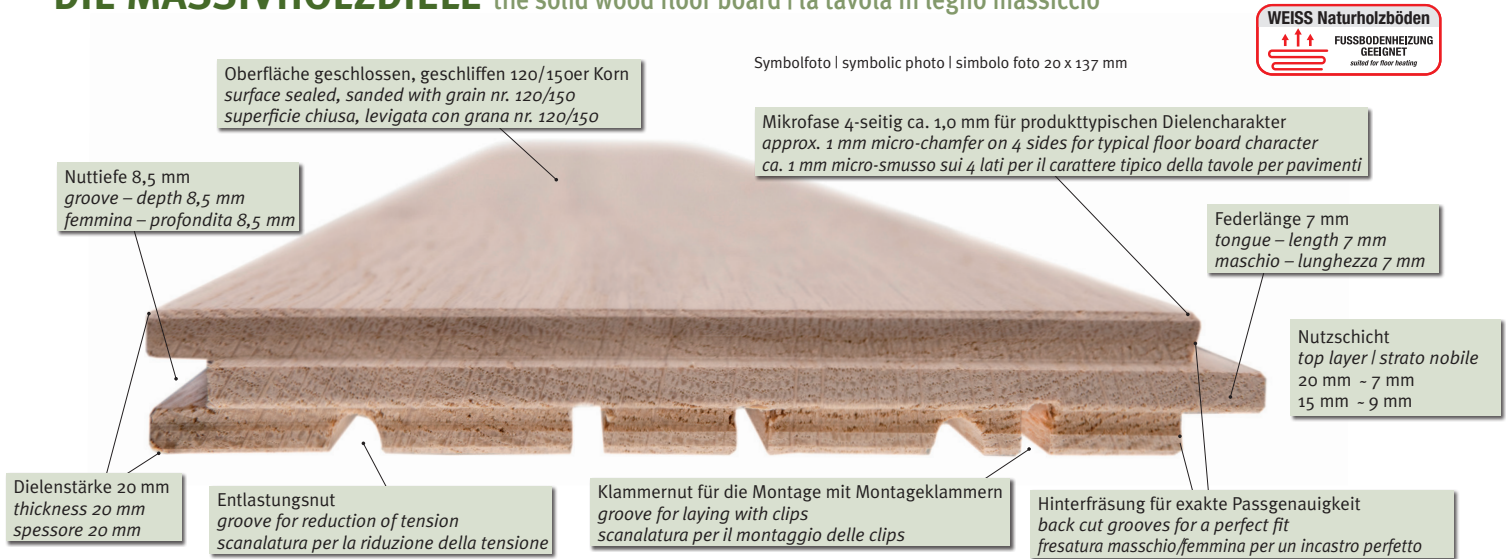 DIE MASSIVHOLZDIELE the solid wood floor board | la tavola in legno massiccio
WEISS Naturholzböden
FUSSBODENHEIZUNG
GEEIGNET
suited for floor heating
Symbolfoto | symbolic photo | simbolo foto 20 x 137 mm
Oberfläche geschlossen, geschliffen 120/150er Korn
surface sealed, sanded with grain nr. 120/150
superficie chiusa, levigata con grana nr. 120/150
Mikrofase 4-seitig ca. 1,0 mm für produkttypischen Dielencharakter
approx. 1 mm micro-chamfer on 4 sides for typical floor board character
ca. 1 mm micro-smusso sui 4 lati per il carattere tipico della tavole per pavimenti
Nuttiefe 8,5 mm
groove – depth 8,5 mm
femmina – profondita 8,5 mm
Federlänge 7 mm
tongue – length 7 mm
maschio – lunghezza 7 mm
Nutzschicht
top layer | strato nobile
20 mm ~ 7 mm
15 mm ~ 9 mm
Dielenstärke 20 mm
thickness 20 mm
spessore 20 mm
Entlastungsnut
groove for reduction of tension
scanalatura per la riduzione della tensione
Klammernut für die Montage mit Montageklammern
groove for laying with clips
scanalatura per il montaggio delle clips
Hinterfräsung für exakte Passgenauigkeit
back cut grooves for a perfect fit
fresatura masschio/femmina per un incastro perfetto